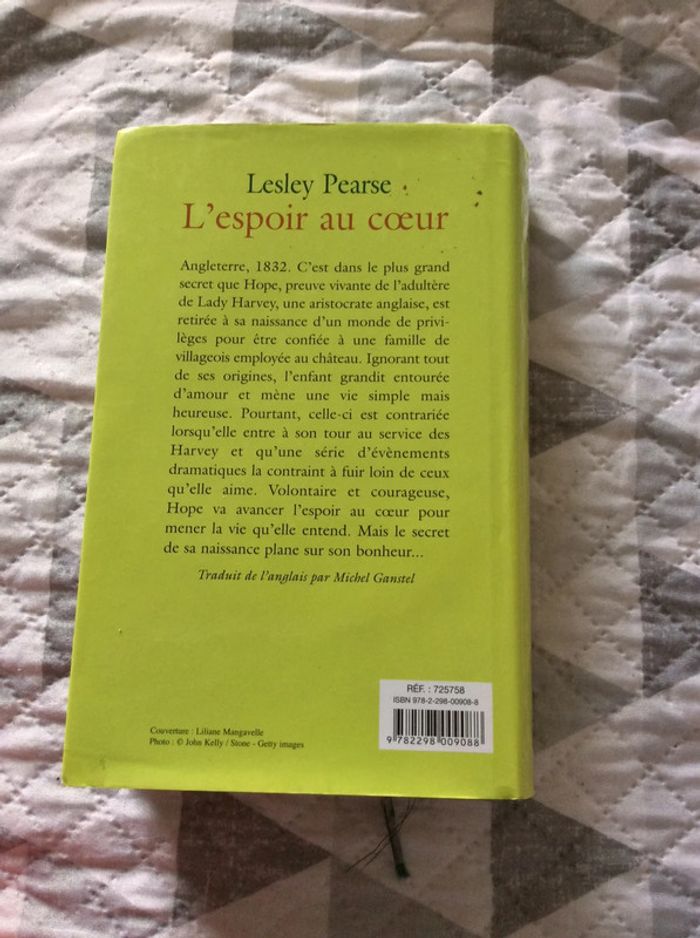 Lesley Pearse
L'espoir au cœur
Angleterre, 1832. C'est dans le plus grand
secret que Hope, preuve vivante de l'adultère
de Lady Harvey, une aristocrate anglaise, est
retirée à sa naissance d'un monde de privi-
lèges pour être confiée à une famille de
villageois employée au château. Ignorant tout
de ses origines, l'enfant grandit entourée
d'amour et mène une vie simple mais
heureuse. Pourtant, celle-ci est contrariée
lorsqu'elle entre à son tour au service des
Harvey et qu'une série d'évènements
dramatiques la contraint à fuir loin de ceux
qu'elle aime. Volontaire et courageuse,
Hope va avancer l'espoir au cœur pour
mener la vie qu'elle entend. Mais le secret
de sa naissance plane sur son bonheur...
Traduit de l'anglais par Michel Ganstel
RÉF. : 725758
ISBN 978-2-298-00908-8
9 782298 009088
Couverture : Liliane Mangavelle
Photo : © John Kelly / Stone - Getty images